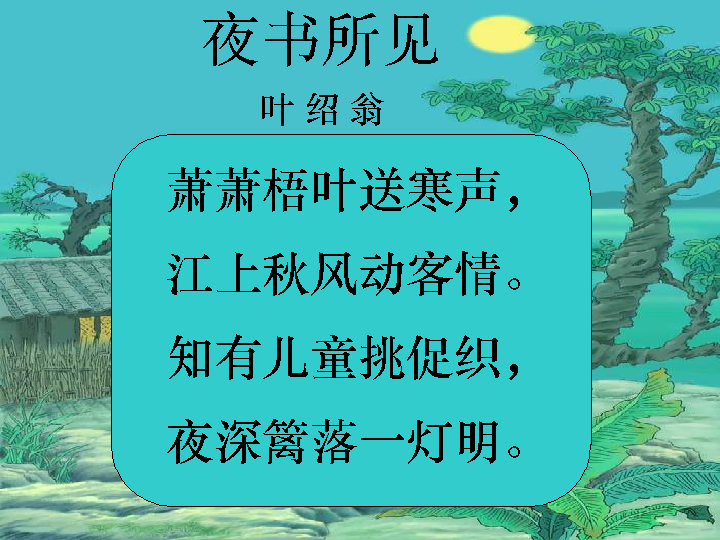 夜书所见
叶绍翁
萧萧梧叶送寒声，
江上秋风动客情。
知有儿童挑促织，
夜深篱落一灯明。